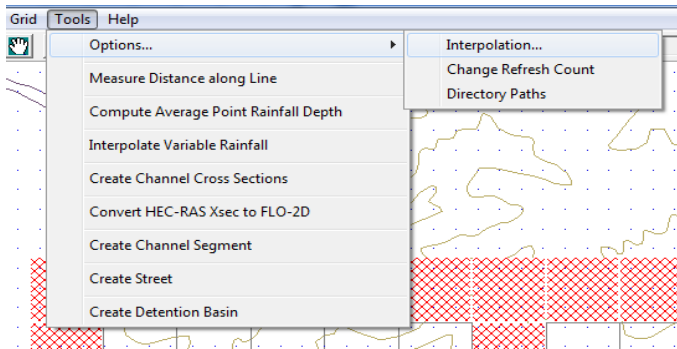 Grid Tools Help
Options... Interpolation...
Change Refresh Count
Measure Distance along Line
Directory Paths
Compute Average Point Rainfall Depth
Interpolate Variable Rainfall
Create Channel Cross Sections
Convert HEC-RAS Xsec to FLO-2D
Create Channel Segment
Create Street
Create Detention Basin